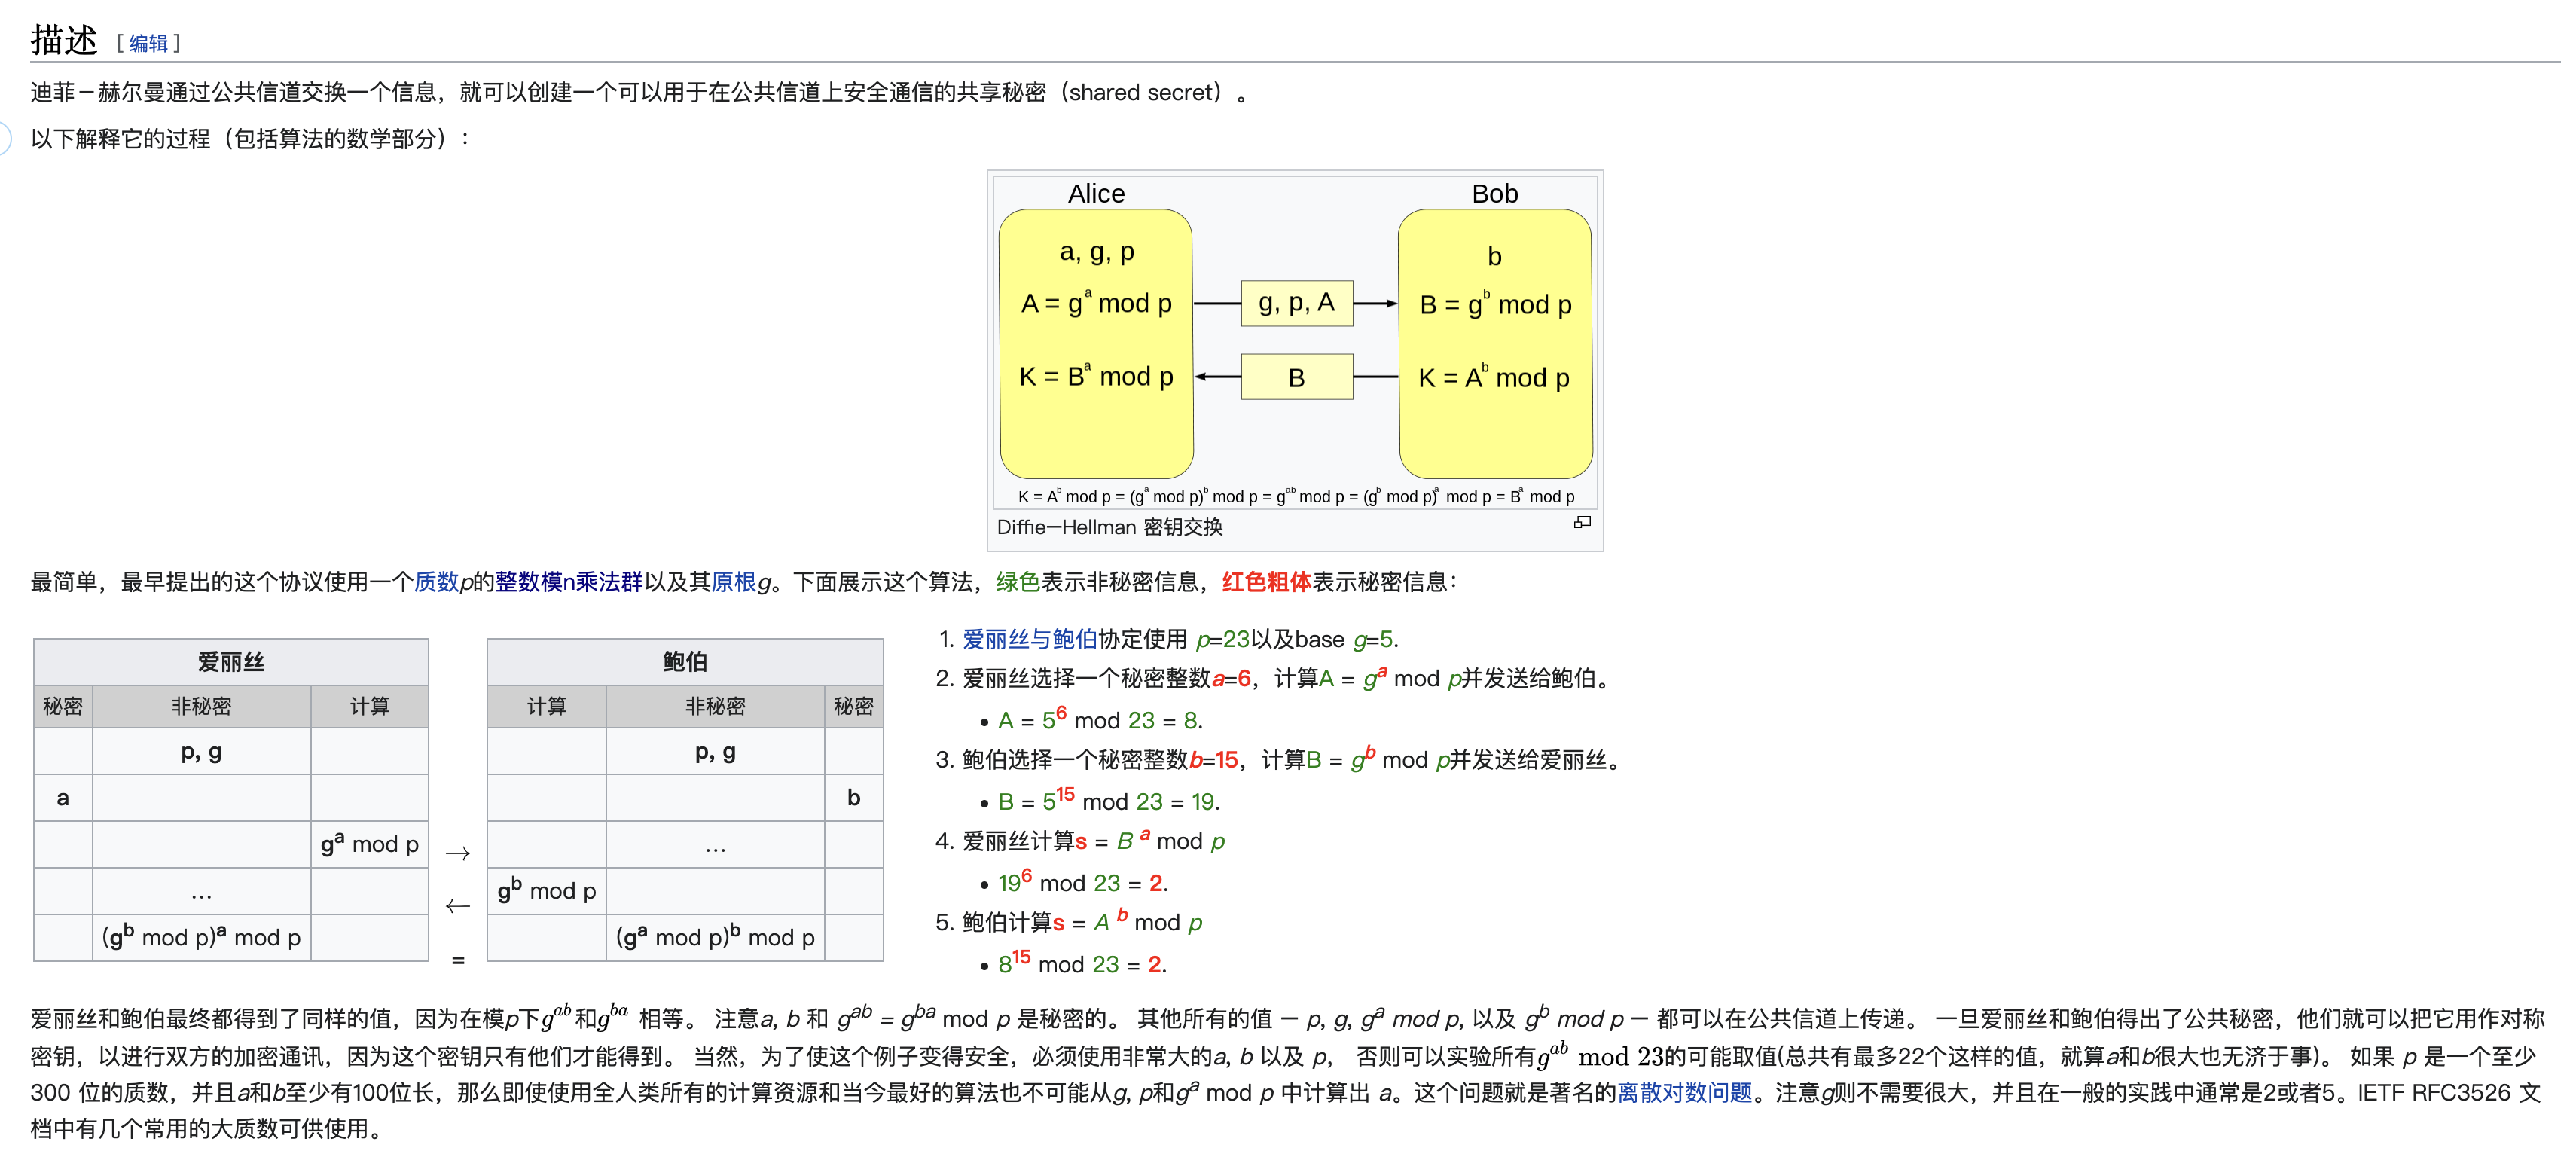 描述 [编辑]
迪菲－赫尔曼通过公共信道交换一个信息，就可以创建一个可以用于在公共信道上安全通信的共享秘密（shared secret）。
以下解释它的过程（包括算法的数学部分）：
Alice Bob
a, g, p b
A = g^a mod p g, p, A B = g^b mod p
K = B^a mod p B K = A^b mod p
K = A^b mod p = (g^a mod p)^b mod p = g^ab mod p = (g^b mod p)^a mod p = B^a mod p
Diffie—Hellman 密钥交换
最简单，最早提出的这个协议使用一个质数p的整数模n乘法群以及其原根g。下面展示这个算法，绿色表示非秘密信息，红色粗体表示秘密信息：
爱丽丝
秘密 非秘密 计算
p, g
a
g^a mod p
...
(g^b mod p)^a mod p
→
←
=
鲍伯
计算 非秘密 秘密
p, g
b
...
g^b mod p
(g^a mod p)^b mod p
1. 爱丽丝与鲍伯协定使用 p=23以及base g=5.
2. 爱丽丝选择一个秘密整数a=6，计算A = g^a mod p并发送给鲍伯。
• A = 5^6 mod 23 = 8.
3. 鲍伯选择一个秘密整数b=15，计算B = g^b mod p并发送给爱丽丝。
• B = 5^15 mod 23 = 19.
4. 爱丽丝计算s = B^a mod p
• 19^6 mod 23 = 2.
5. 鲍伯计算s = A^b mod p
• 8^15 mod 23 = 2.
爱丽丝和鲍伯最终都得到了同样的值，因为在模p下g^ab和g^ba 相等。 注意a, b 和 g^ab = g^ba mod p 是秘密的。 其他所有的值 – p, g, g^a mod p, 以及 g^b mod p – 都可以在公共信道上传递。 一旦爱丽丝和鲍伯得出了公共秘密，他们就可以把它用作对称
密钥，以进行双方的加密通讯，因为这个密钥只有他们才能得到。 当然，为了使这个例子变得安全，必须使用非常大的a, b 以及 p， 否则可以实验所有g^ab mod 23的可能取值(总共有最多22个这样的值，就算a和b很大也无济于事)。 如果 p 是一个至少
300 位的质数，并且a和b至少有100位长，那么即使使用全人类所有的计算资源和当今最好的算法也不可能从g, p和g^a mod p 中计算出 a。这个问题就是著名的离散对数问题。注意g则不需要很大，并且在一般的实践中通常是2或者5。IETF RFC3526 文
档中有几个常用的大质数可供使用。